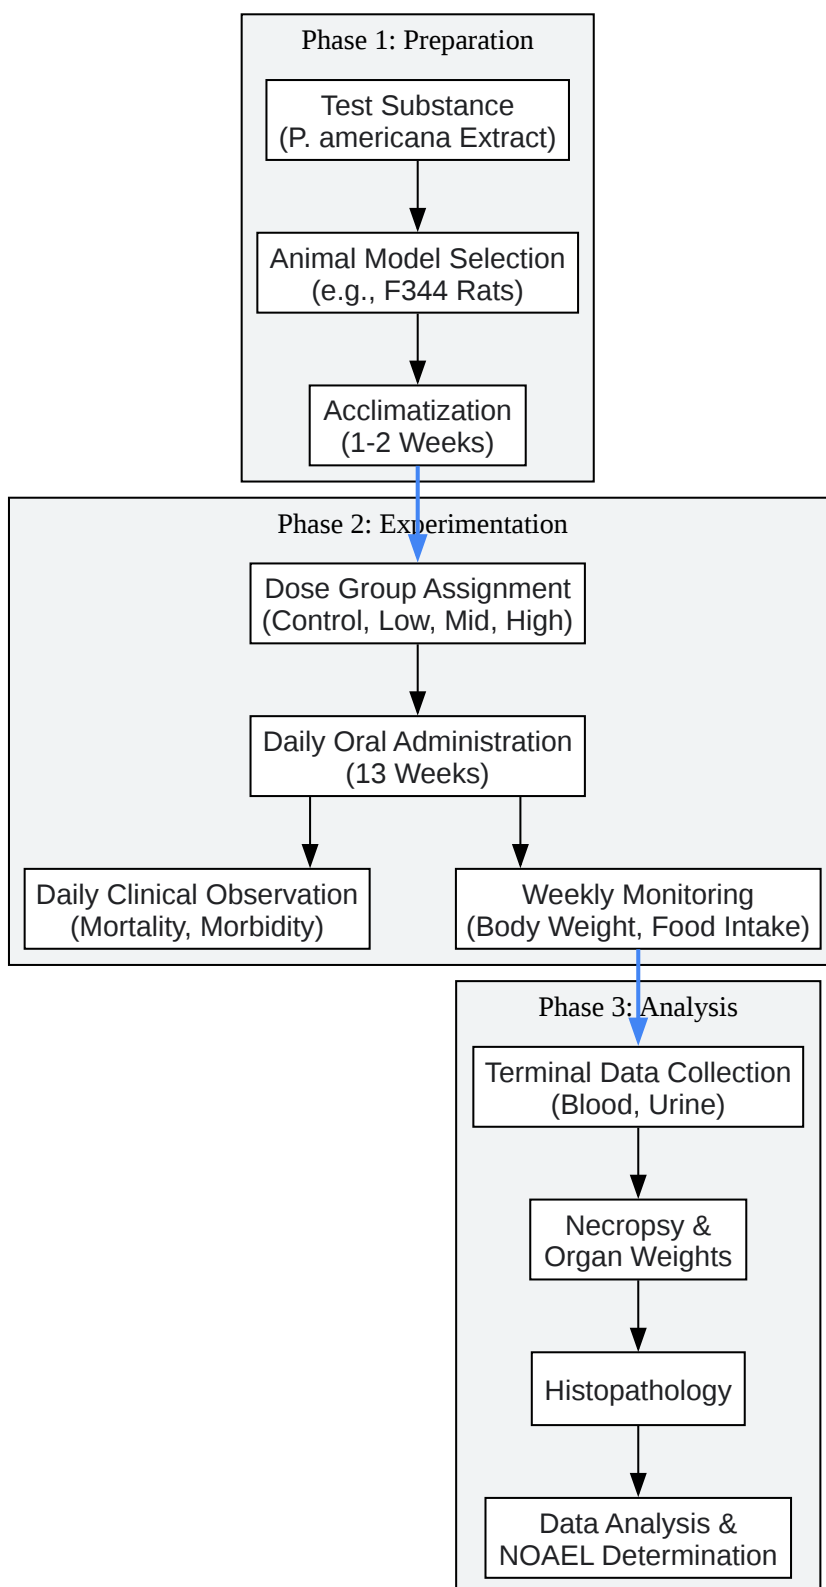 Phase 1: Preparation
Test Substance
(P. americana Extract)
Animal Model Selection
(e.g., F344 Rats)
Acclimatization
(1-2 Weeks)
Phase 2: Experimentation
Dose Group Assignment
(Control, Low, Mid, High)
Daily Oral Administration
(13 Weeks)
Daily Clinical Observation
(Mortality, Morbidity)
Weekly Monitoring
(Body Weight, Food Intake)
Phase 3: Analysis
Terminal Data Collection
(Blood, Urine)
Necropsy &
Organ Weights
Histopathology
Data Analysis &
NOAEL Determination